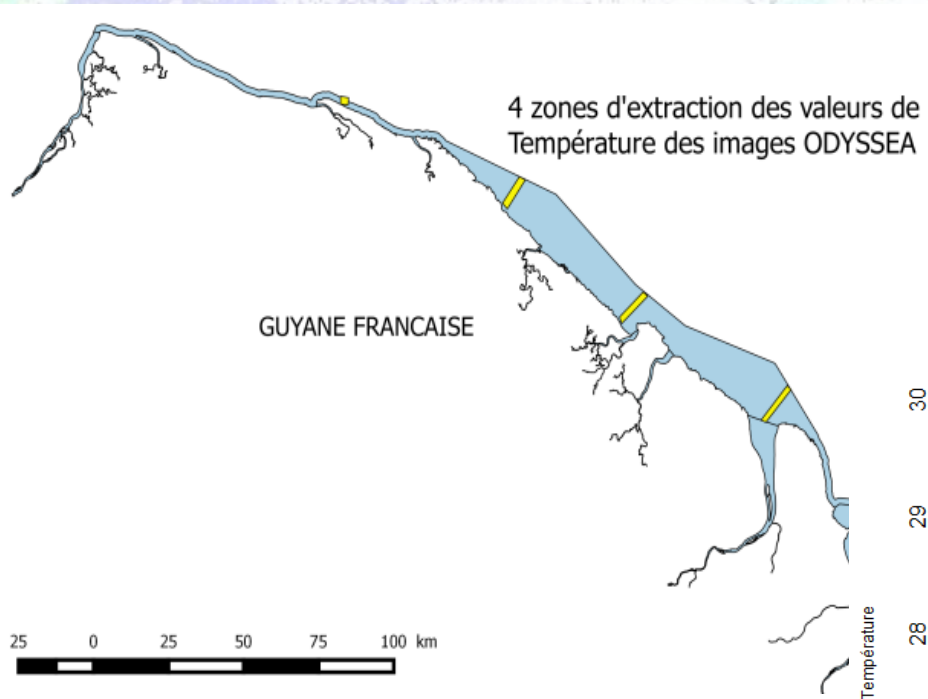 4 zones d'extraction des valeurs de
Température des images ODYSSEA
GUYANE FRANCAISE
25 0 25 50 75 100 km
30
29
28
Température